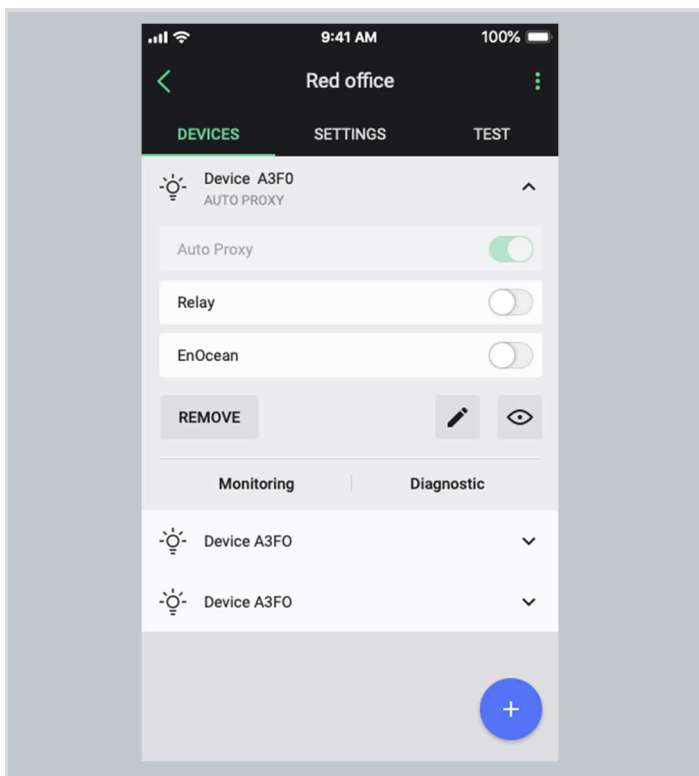 9:41 AM 100%
Red office
DEVICES SETTINGS TEST
Device A3F0
AUTO PROXY
Auto Proxy
Relay
EnOcean
REMOVE
Monitoring Diagnostic
Device A3FO
Device A3FO
+